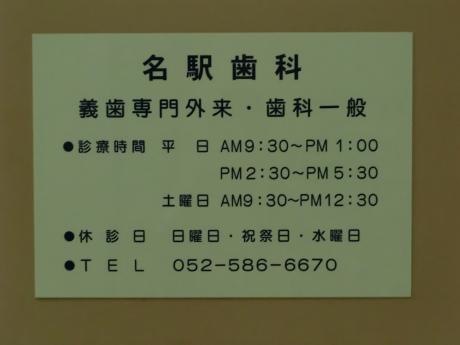 名駅歯科
義歯専門外来・歯科一般
●診療時間 平 日 AM9:30〜PM 1:00
PM2:30〜PM5:30
土曜日 AM9:30〜PM12:30
●休 診 日 日曜日・祝祭日・水曜日
●T E L 052-586-6670